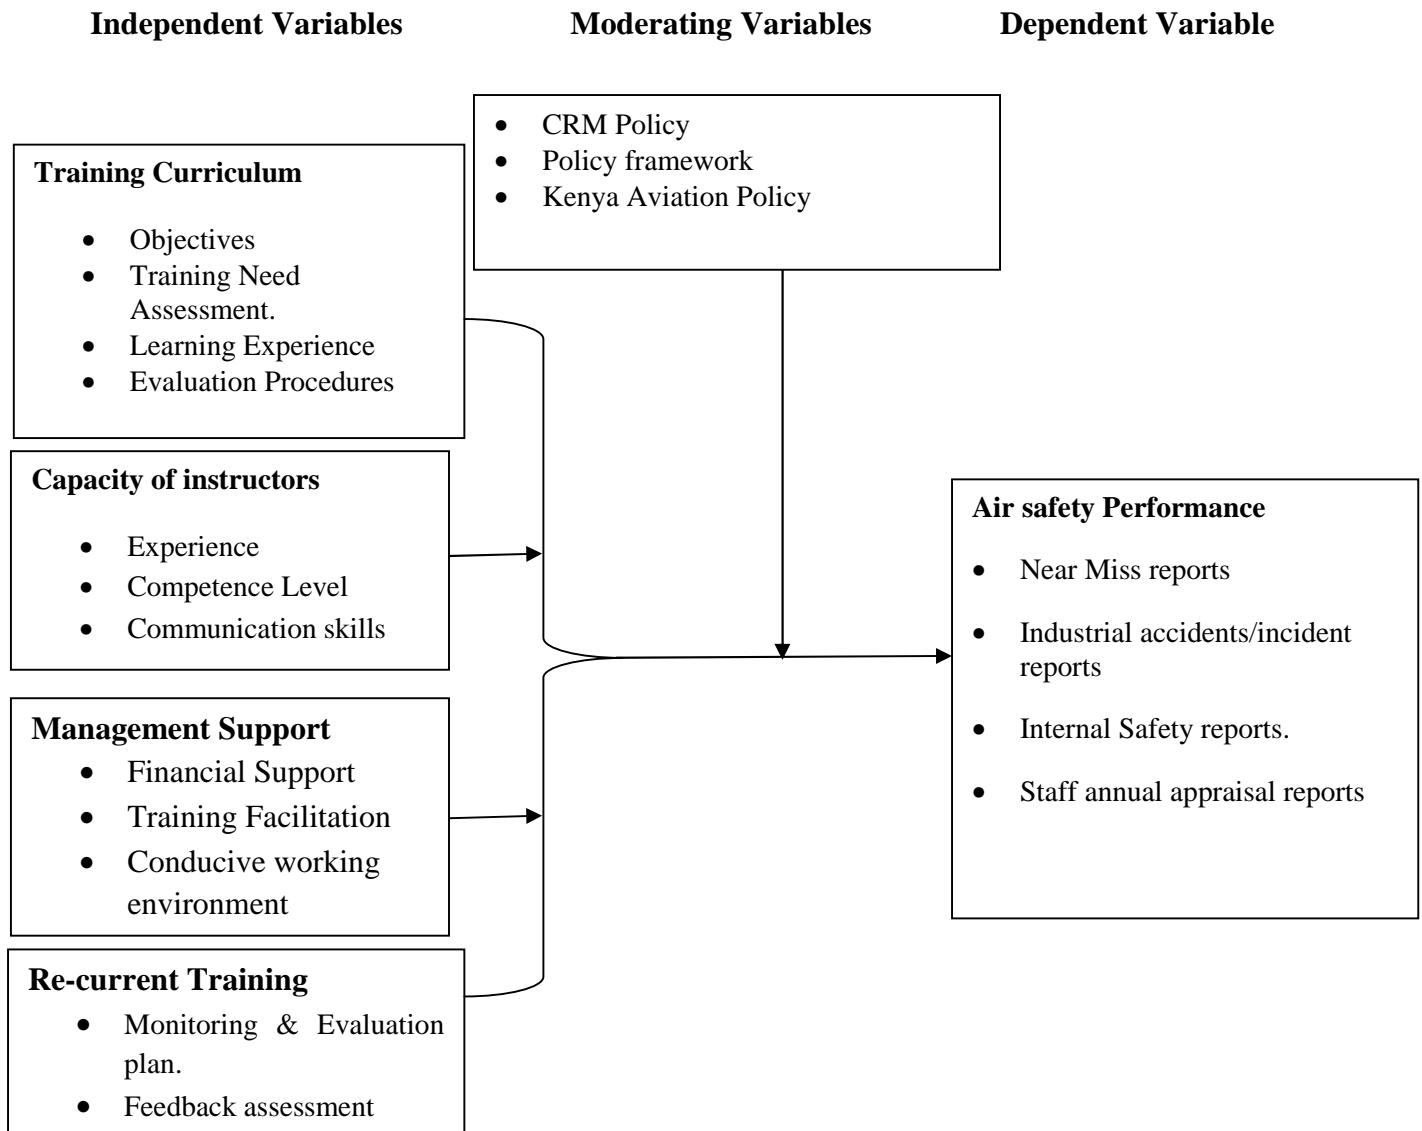 Independent Variables
Moderating Variables
Dependent Variable
• CRM Policy
• Policy framework
• Kenya Aviation Policy
Training Curriculum
• Objectives
• Training Need
Assessment.
• Learning Experience
• Evaluation Procedures
Capacity of instructors
• Experience
• Competence Level
• Communication skills
Management Support
• Financial Support
• Training Facilitation
• Conducive working
environment
Re-current Training
• Monitoring & Evaluation
plan.
• Feedback assessment
Air safety Performance
• Near Miss reports
• Industrial accidents/incident
reports
• Internal Safety reports.
• Staff annual appraisal reports